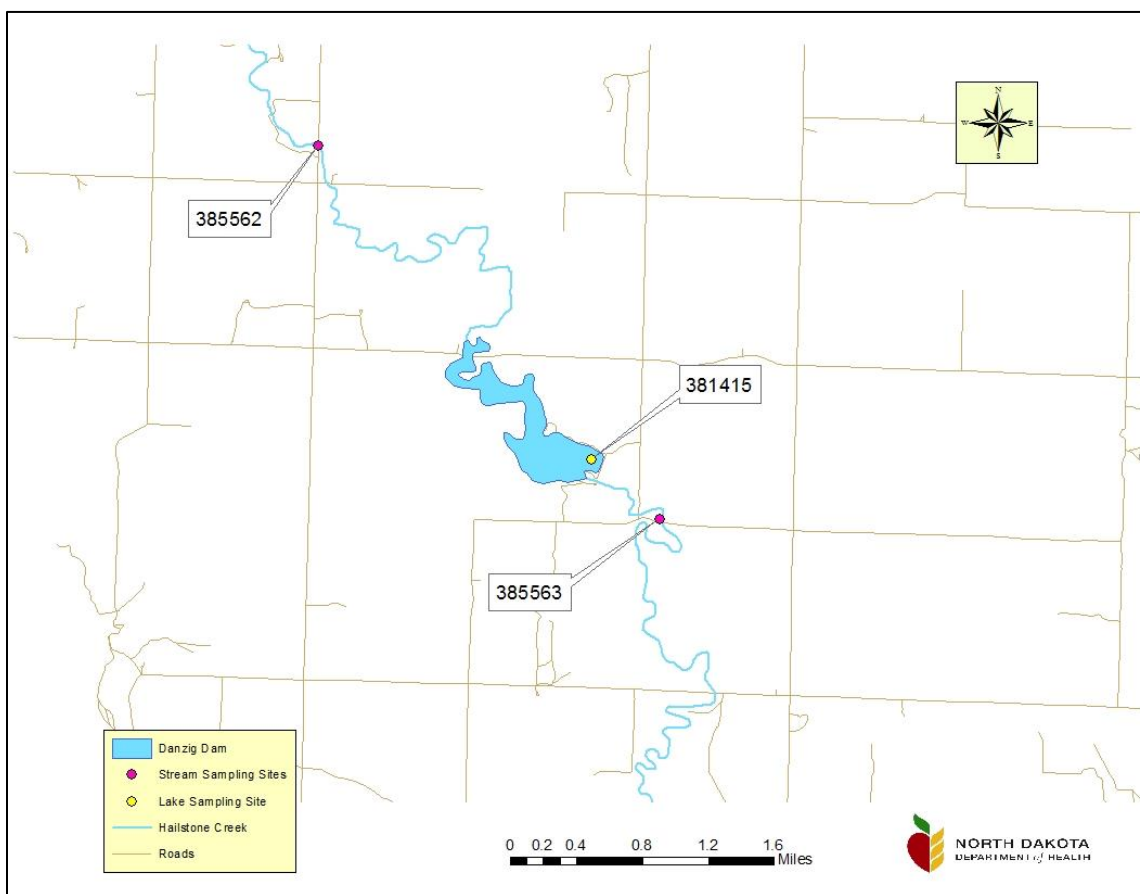 N
W E
S
385562
381415
385563
Danzig Dam
Stream Sampling Sites
Lake Sampling Site
Hailstone Creek
Roads
0 0.2 0.4 0.8 1.2 1.6
Miles
NORTH DAKOTA
DEPARTMENT of HEALTH